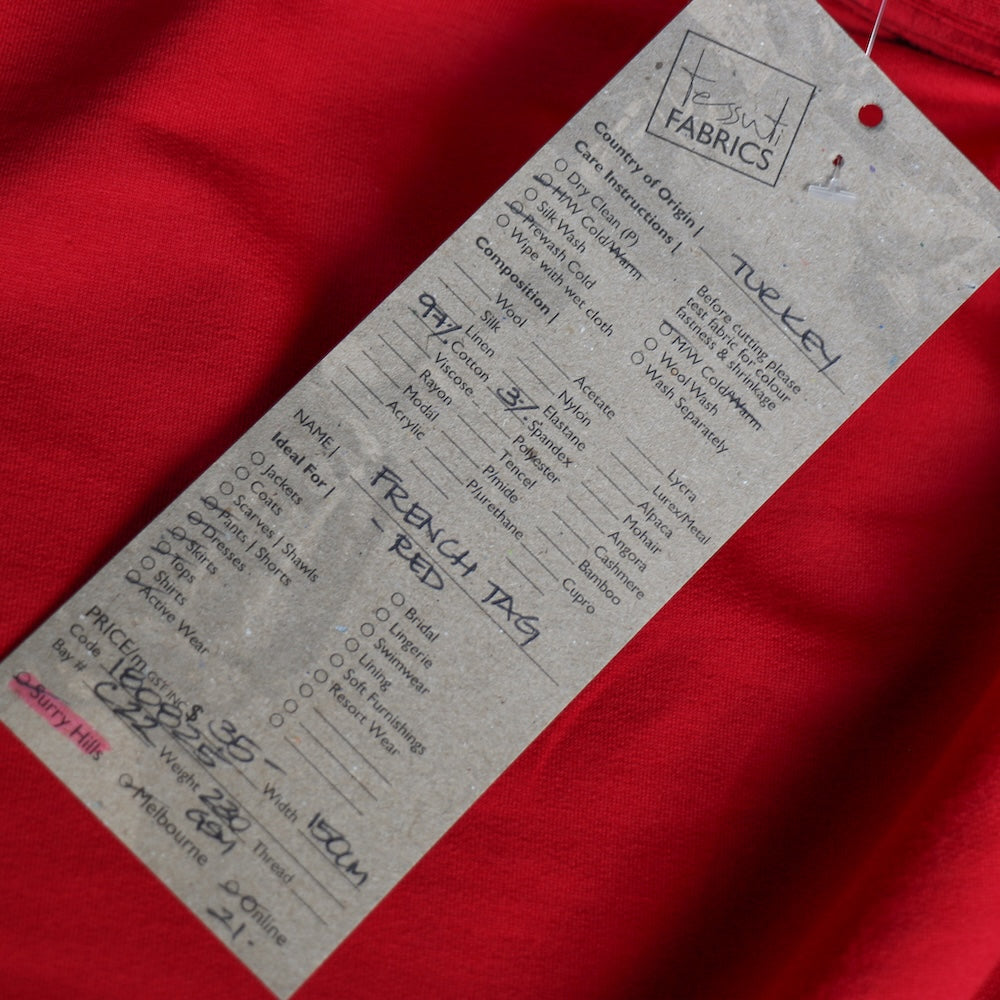 tessuti
FABRICS
Country of Origin | TURKEY
Care Instructions |
Before cutting please
test fabric for colour
fastness & shrinkage
Dry Clean (P)
H/W Cold/Warm
Silk Wash
Prewash Cold
Wipe with wet cloth
M/W Cold/Warm
Wool Wash
Wash Separately
Composition |
Wool
Silk
Linen
97% Cotton
Viscose
Rayon
Modal
Acrylic
Acetate
Nylon
Elastane
3% Spandex
Polyester
Tencel
P/mide
P/urethane
Lycra
Lurex/Metal
Alpaca
Mohair
Angora
Cashmere
Bamboo
Cupro
NAME | FRENCH TAG
- RED
Ideal For |
Jackets
Coats
Scarves | Shawls
Pants | Shorts
Dresses
Skirts
Tops
Shirts
Active Wear
Bridal
Lingerie
Swimwear
Lining
Soft Furnishings
Resort Wear
PRICE/m GST INC $ 35 -
Code 1800825 Width 150CM
Bay # C22 Weight 230 GSM Thread
Surry Hills Melbourne Online
21.-